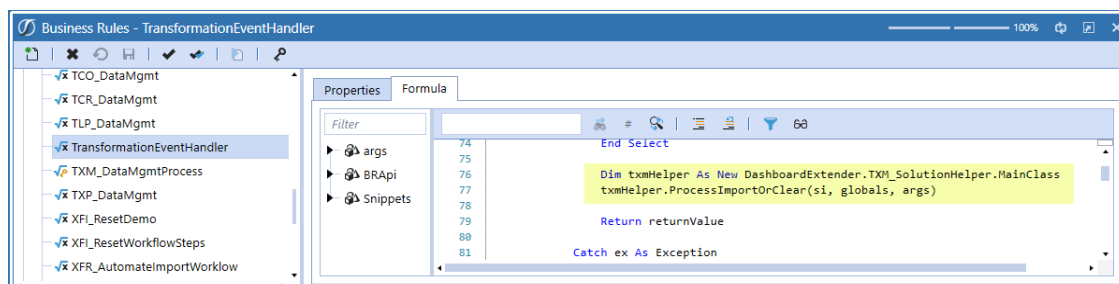 Business Rules - TransformationEventHandler
100%
TCO_DataMgmt
TCR_DataMgmt
TLP_DataMgmt
TransformationEventHandler
TXM_DataMgmtProcess
TXP_DataMgmt
XFI_ResetDemo
XFI_ResetWorkflowSteps
XFR_AutomateImportWorklow
Properties
Formula
Filter
#
args
BRApi
Snippets
74 End Select
75
76 Dim txmHelper As New DashboardExtender.TXM_SolutionHelper.MainClass
77 txmHelper.ProcessImportOrClear(si, globals, args)
78
79 Return returnValue
80
81 Catch ex As Exception